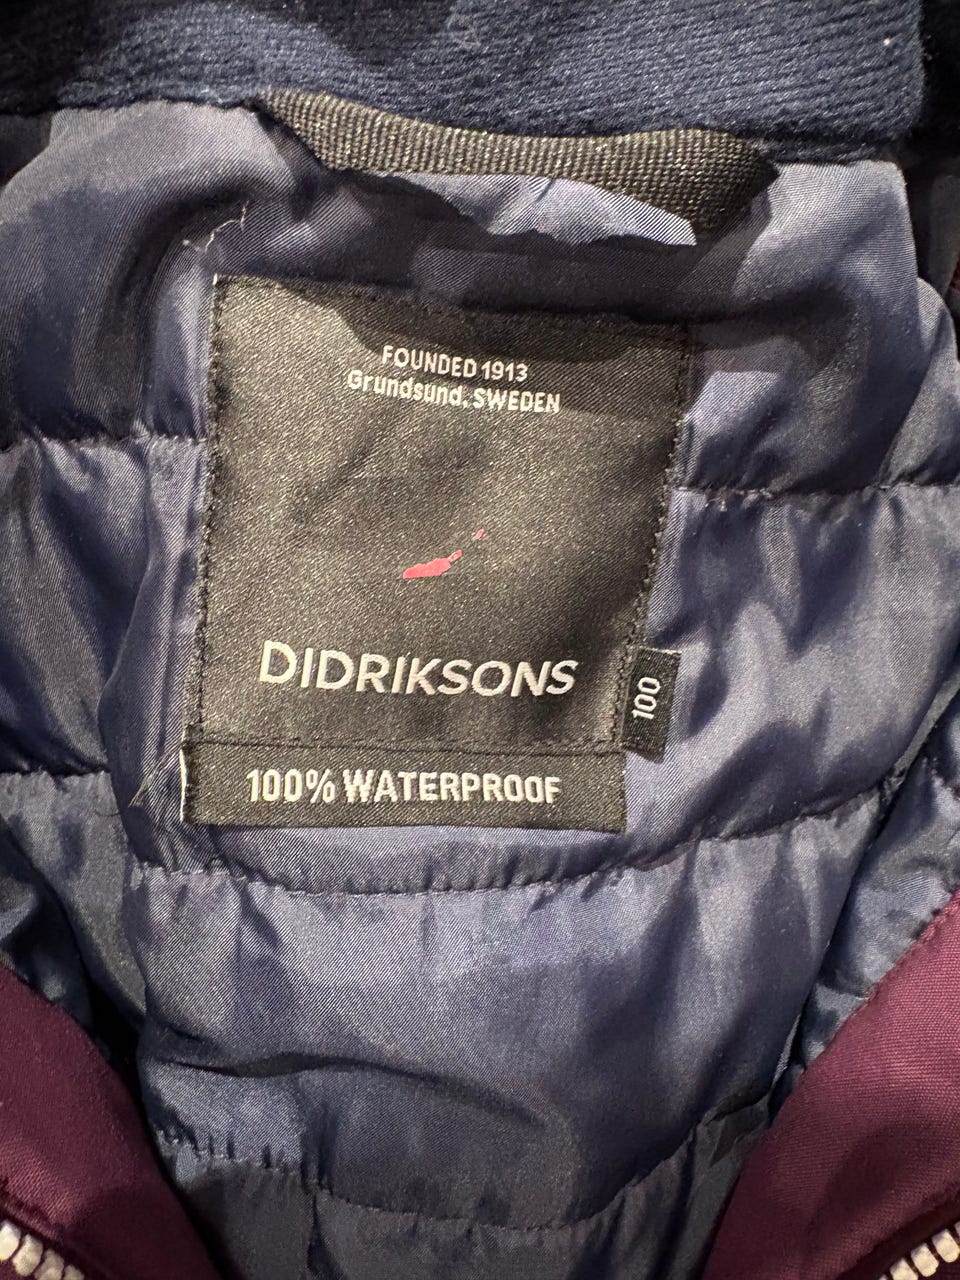 FOUNDED 1913
Grundsund, SWEDEN
DIDRIKSONS
100
100% WATERPROOF